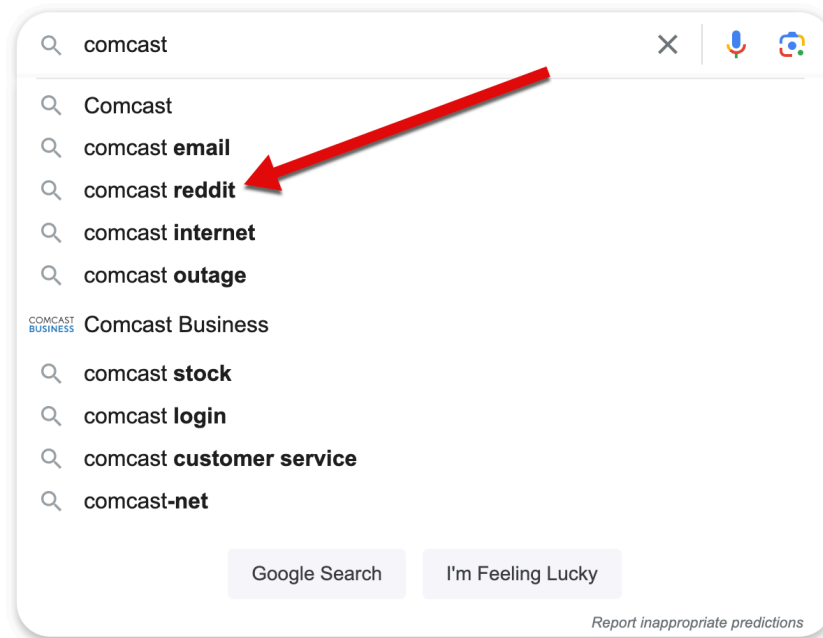 comcast
Comcast
comcast email
comcast reddit
comcast internet
comcast outage
COMCAST
BUSINESS
Comcast Business
comcast stock
comcast login
comcast customer service
comcast-net
Google Search
I'm Feeling Lucky
Report inappropriate predictions